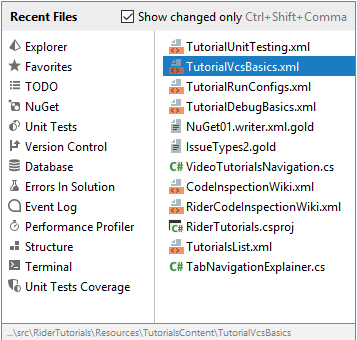 Recent Files Show changed only Ctrl+Shift+Comma
Explorer
Favorites
TODO
NuGet
Unit Tests
Version Control
Database
Errors In Solution
Event Log
Performance Profiler
Structure
Terminal
Unit Tests Coverage
TutorialUnitTesting.xml
TutorialVcsBasics.xml
TutorialRunConfigs.xml
TutorialDebugBasics.xml
NuGet01.writer.xml.gold
IssueTypes2.gold
C# VideoTutorialsNavigation.cs
CodeInspectionWiki.xml
RiderCodeInspectionWiki.xml
RiderTutorials.csproj
TutorialsList.xml
C# TabNavigationExplainer.cs
...\src\RiderTutorials\Resources\TutorialsContent\TutorialVcsBasics